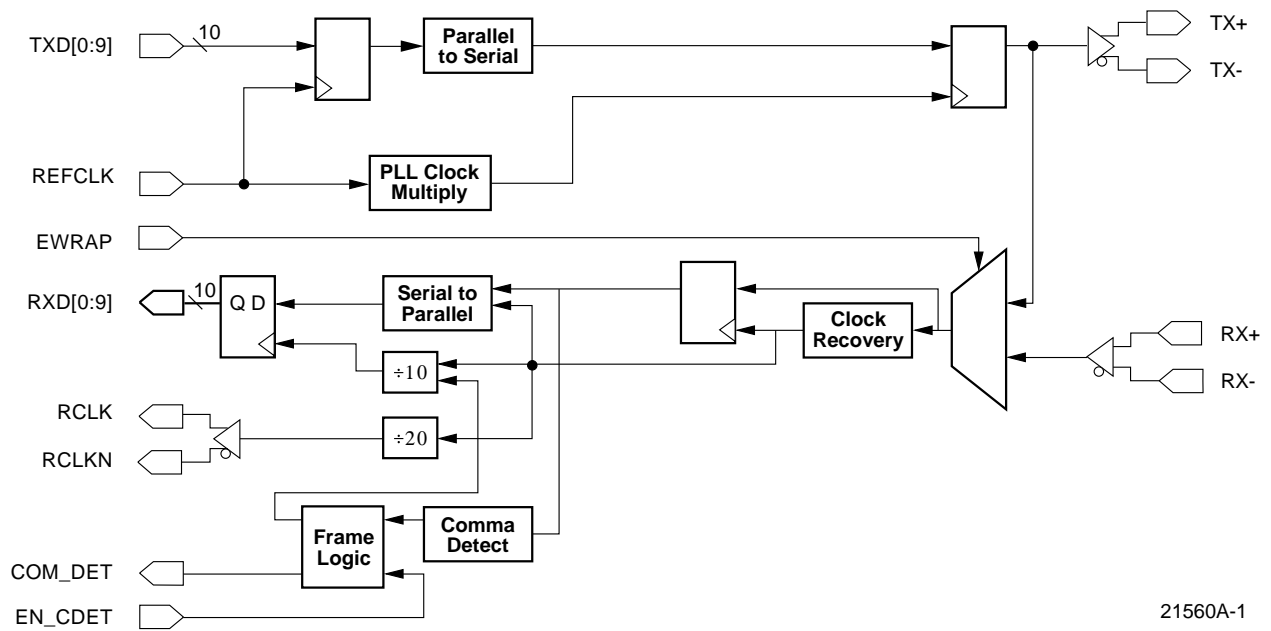 TXD[0:9]
10
Parallel
to Serial
TX+
TX-
REFCLK
PLL Clock
Multiply
EWRAP
RXD[0:9]
10
Q D
Serial to
Parallel
Clock
Recovery
RX+
RX-
÷10
RCLK
÷20
RCLKN
Frame
Logic
Comma
Detect
COM_DET
EN_CDET
21560A-1